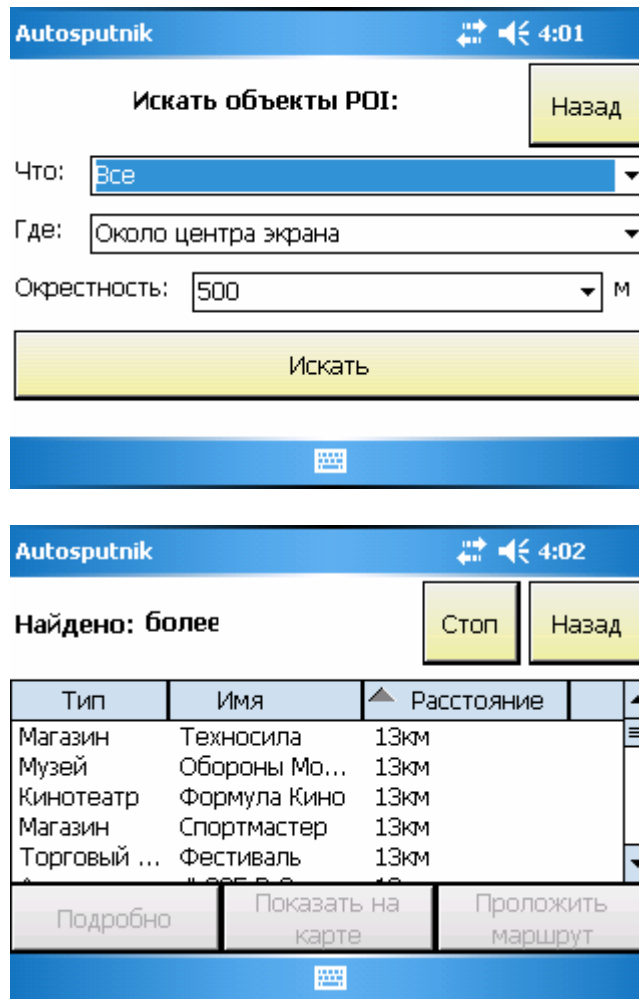 Autosputnik 4:01
Искать объекты POI:
Назад
Что: Все
Где: Около центра экрана
Окрестность: 500 м
Искать
Autosputnik 4:02
Найдено: более
Стоп Назад
Тип Имя Расстояние
Магазин Техносила 13км
Музей Обороны Мо... 13км
Кинотеатр Формула Кино 13км
Магазин Спортмастер 13км
Торговый ... Фестиваль 13км
Подробно Показать на карте Проложить маршрут